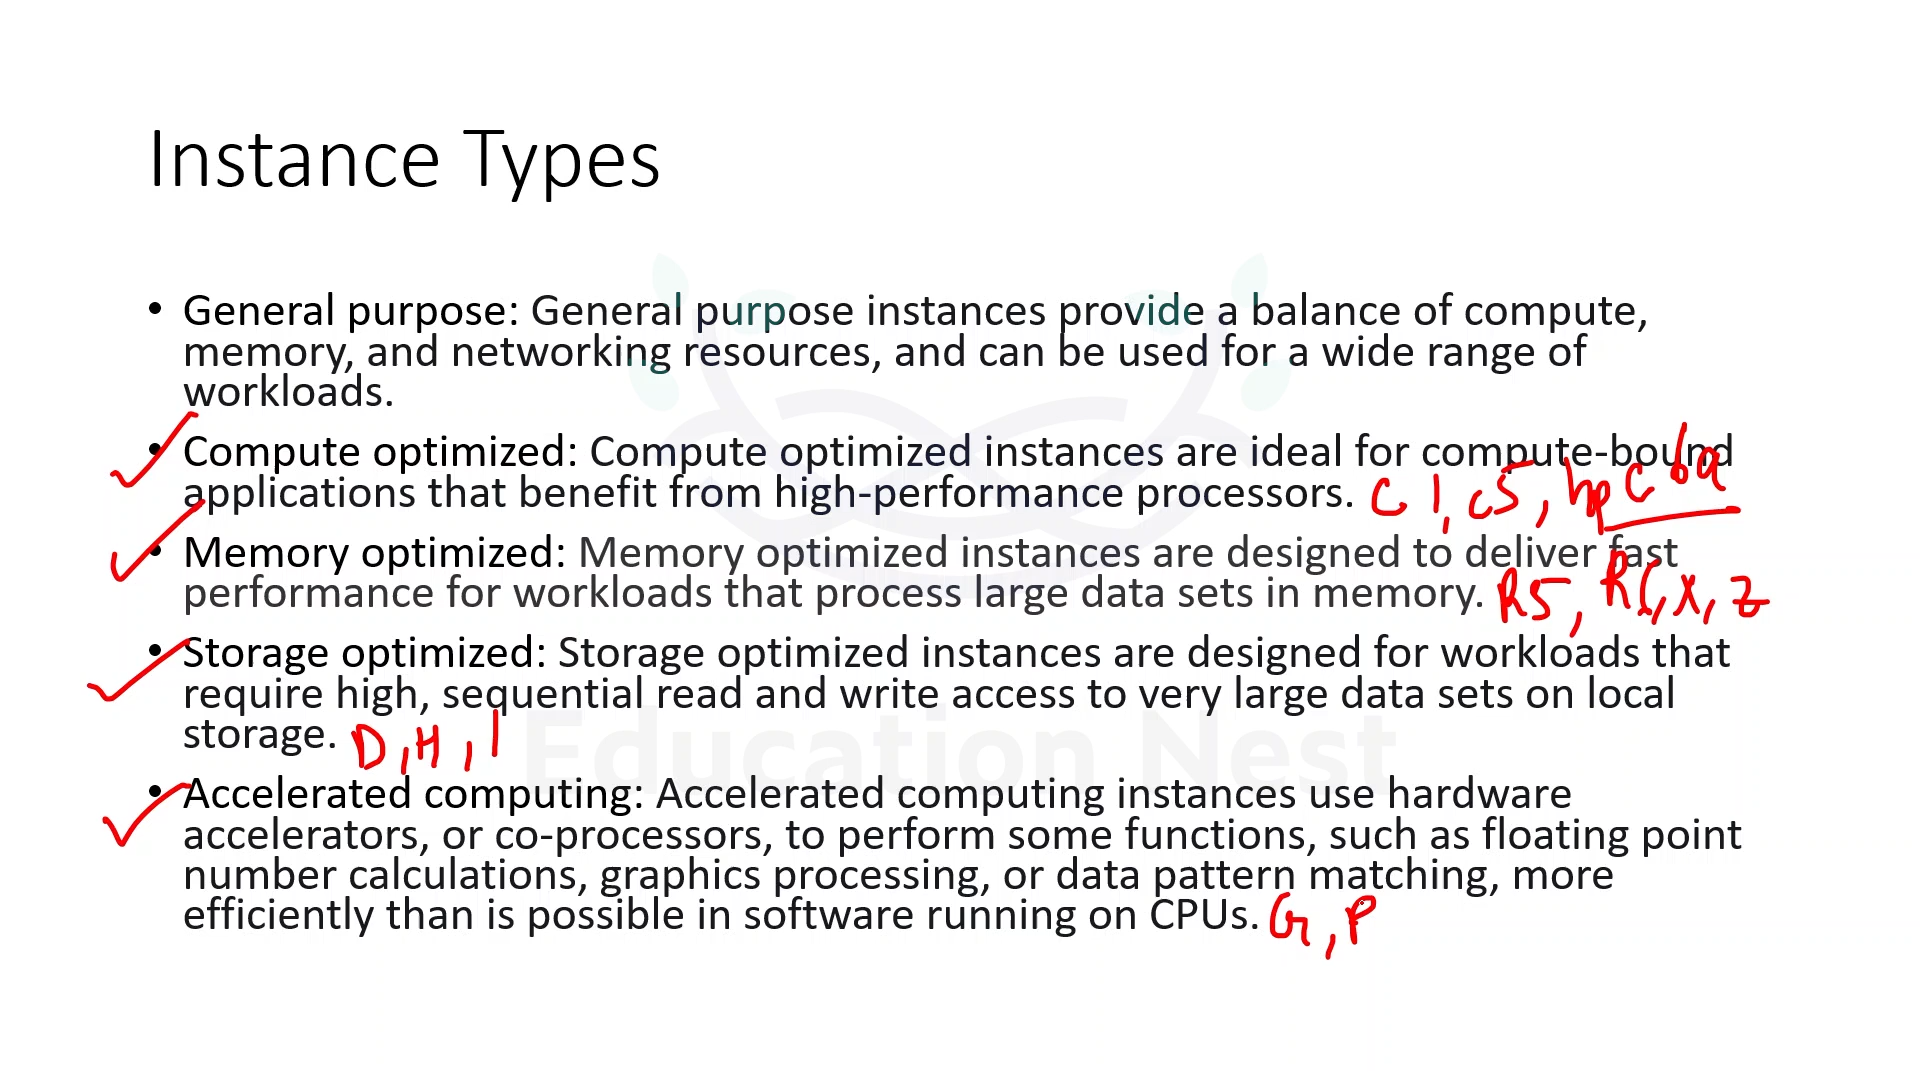 Instance Types
• General purpose: General purpose instances provide a balance of compute,
memory, and networking resources, and can be used for a wide range of
workloads.
• Compute optimized: Compute optimized instances are ideal for compute-bound
applications that benefit from high-performance processors. C1, c5, hpc6a
• Memory optimized: Memory optimized instances are designed to deliver fast
performance for workloads that process large data sets in memory. R5, R6, X, Z
• Storage optimized: Storage optimized instances are designed for workloads that
require high, sequential read and write access to very large data sets on local
storage. D, H, I
Education Nest
• Accelerated computing: Accelerated computing instances use hardware
accelerators, or co-processors, to perform some functions, such as floating point
number calculations, graphics processing, or data pattern matching, more
efficiently than is possible in software running on CPUs. G, P